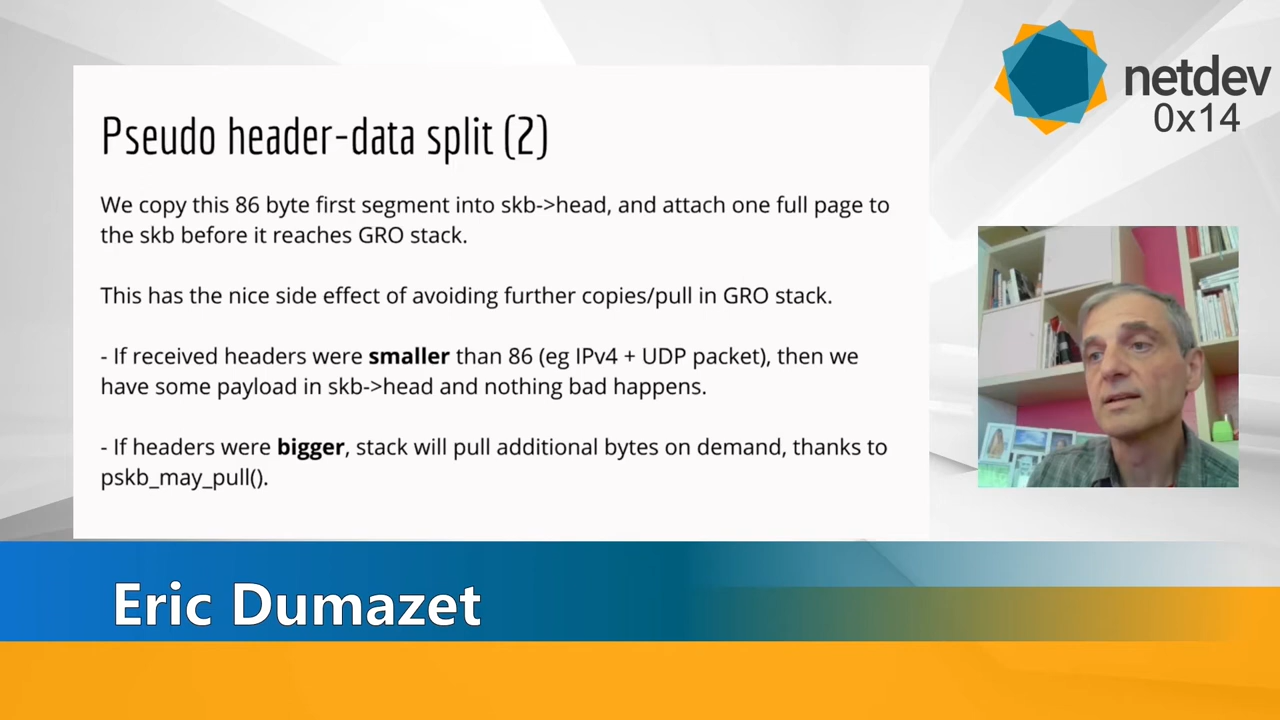 netdev
0x14
Pseudo header-data split (2)
We copy this 86 byte first segment into skb->head, and attach one full page to
the skb before it reaches GRO stack.
This has the nice side effect of avoiding further copies/pull in GRO stack.
- If received headers were smaller than 86 (eg IPv4 + UDP packet), then we
have some payload in skb->head and nothing bad happens.
- If headers were bigger, stack will pull additional bytes on demand, thanks to
pskb_may_pull().
Eric Dumazet